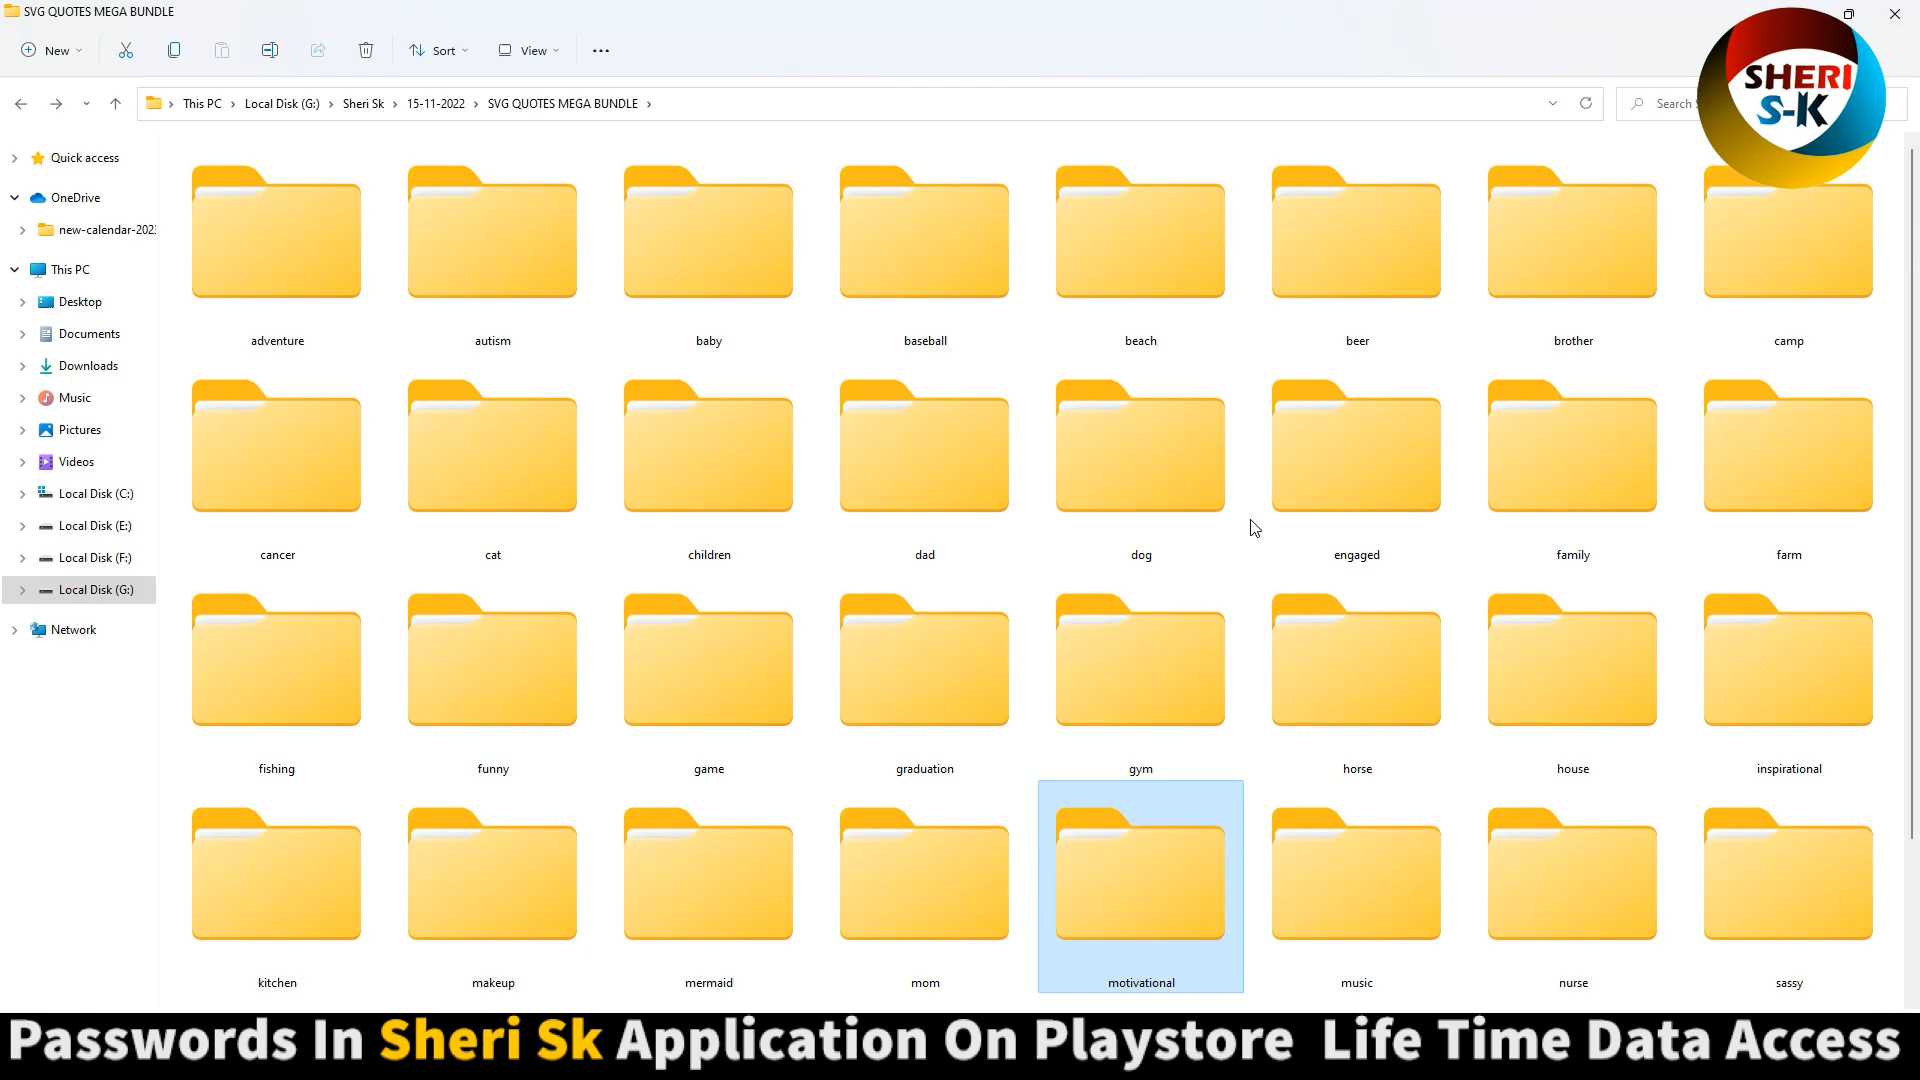 SVG QUOTES MEGA BUNDLE
New
Sort
View
This PC
Local Disk (G:)
Sheri Sk
15-11-2022
SVG QUOTES MEGA BUNDLE
Search
SHERI
S-K
Quick access
OneDrive
new-calendar-202
This PC
Desktop
Documents
Downloads
Music
Pictures
Videos
Local Disk (C:)
Local Disk (E:)
Local Disk (F:)
Local Disk (G:)
Network
adventure autism baby baseball beach beer brother camp
cancer cat children dad dog engaged family farm
fishing funny game graduation gym horse house inspirational
kitchen makeup mermaid mom motivational music nurse sassy
Passwords In Sheri Sk Application On Playstore Life Time Data Access